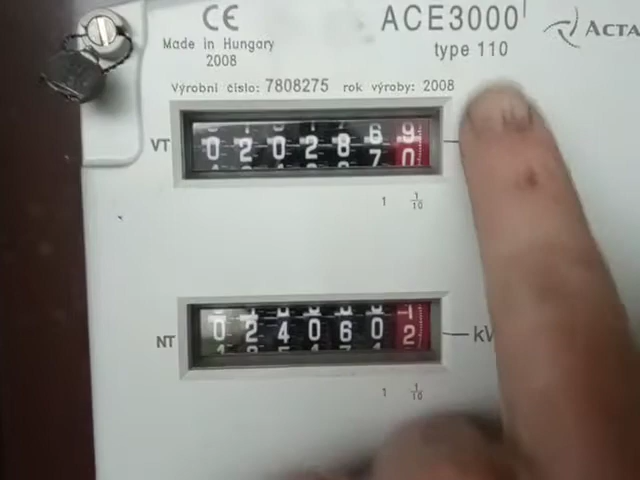 CE
Made in Hungary
2008
ACE3000
type 110
ACTA
Výrobní číslo: 7808275 rok výroby: 2008
VT 0202869
1 1/10
NT 0240602 kW
1 1/10